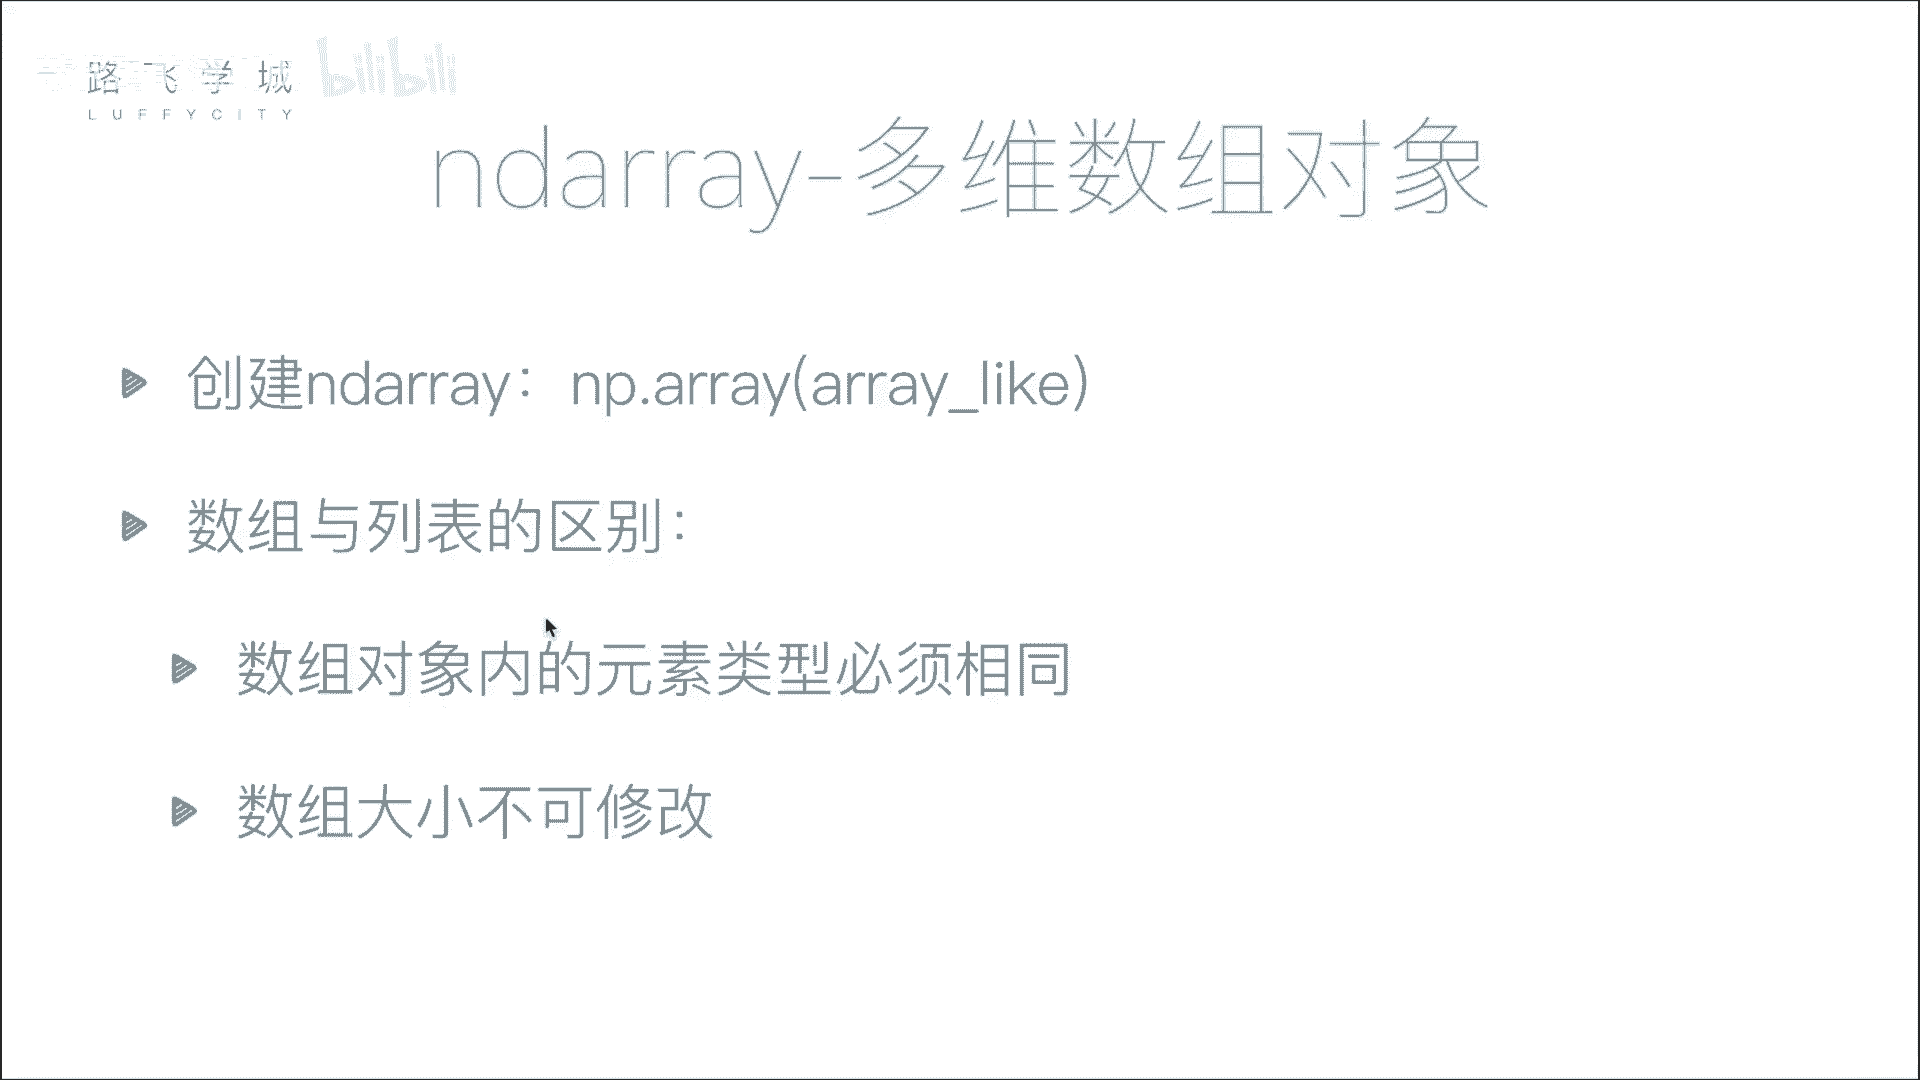 路飞学城
bilibili
LUFFYCITY
ndarray-多维数组对象
创建ndarray：np.array(array_like)
数组与列表的区别：
数组对象内的元素类型必须相同
数组大小不可修改